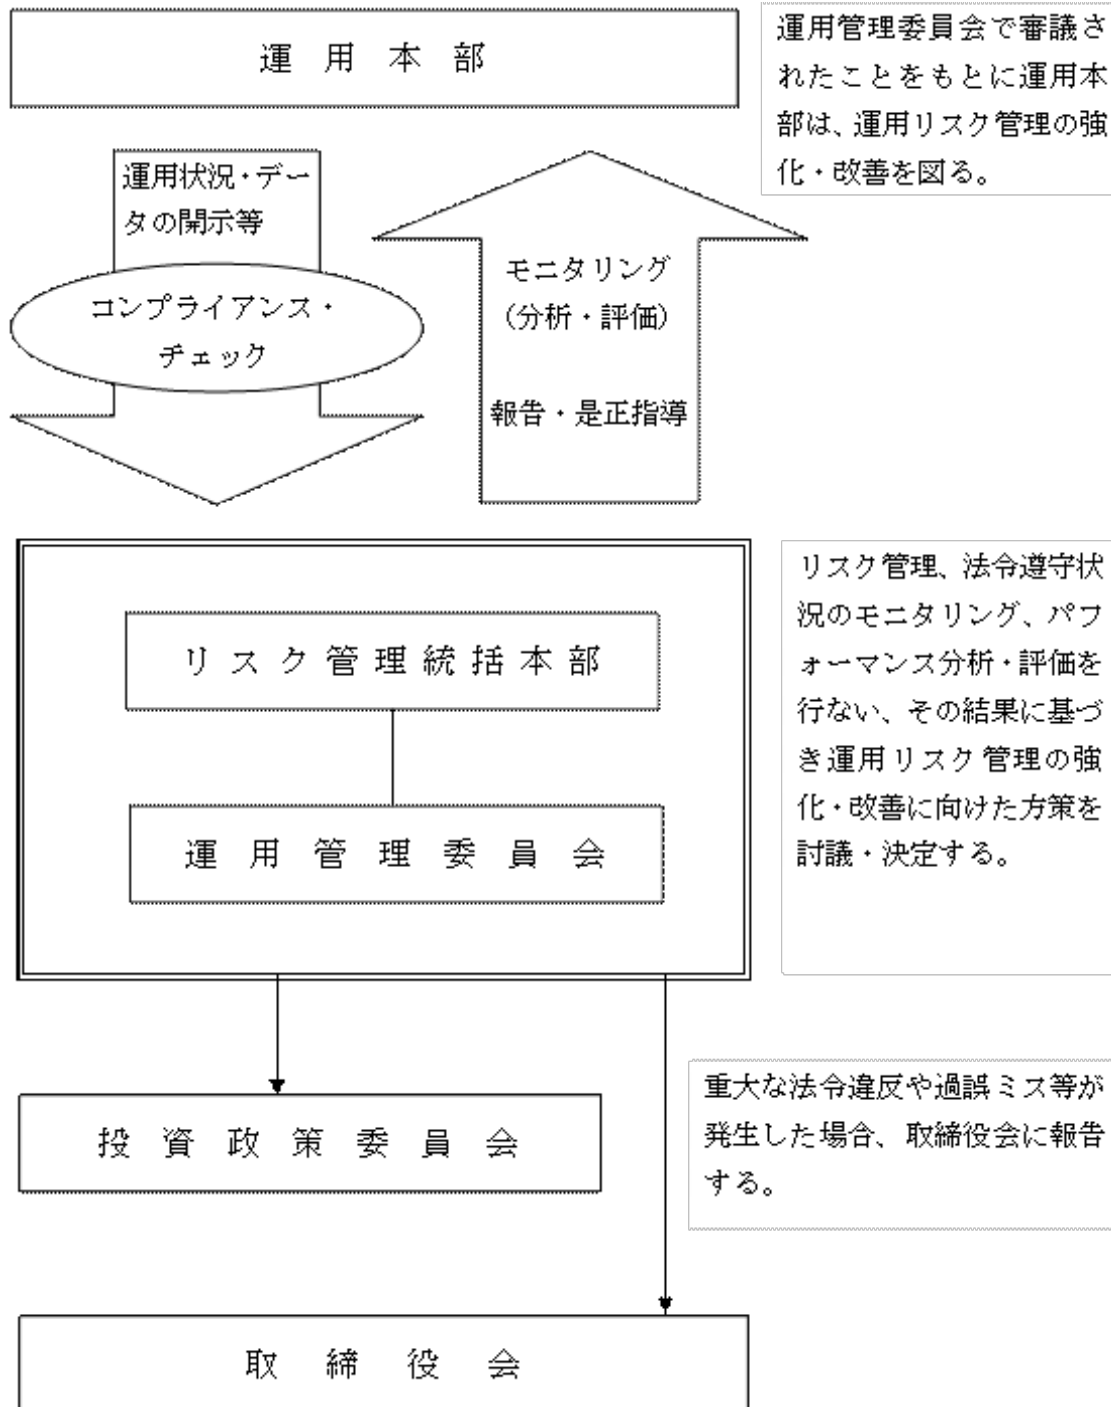 運用本部
運用管理委員会で審議さ
れたことをもとに運用本
部は、運用リスク管理の強
化・改善を図る。
運用状況・デー
タの開示等
コンプライアンス・
チェック
モニタリング
(分析・評価)
報告・是正指導
リスク管理統括本部
運用管理委員会
リスク管理、法令遵守状
況のモニタリング、パフ
ォーマンス分析・評価を
行ない、その結果に基づ
き運用リスク管理の強
化・改善に向けた方策を
討議・決定する。
投資政策委員会
重大な法令違反や過誤ミス等が
発生した場合、取締役会に報告
する。
取締役会